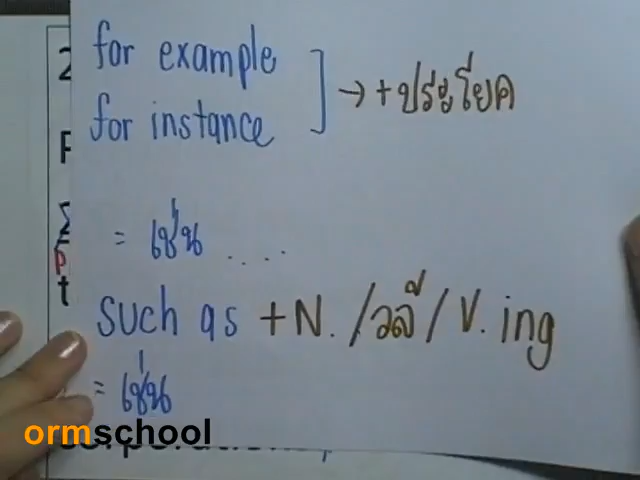 for example
for instance
] → + ประโยค
= เช่น ....
such as + N. / วลี / V. ing
= เช่น
ormschool